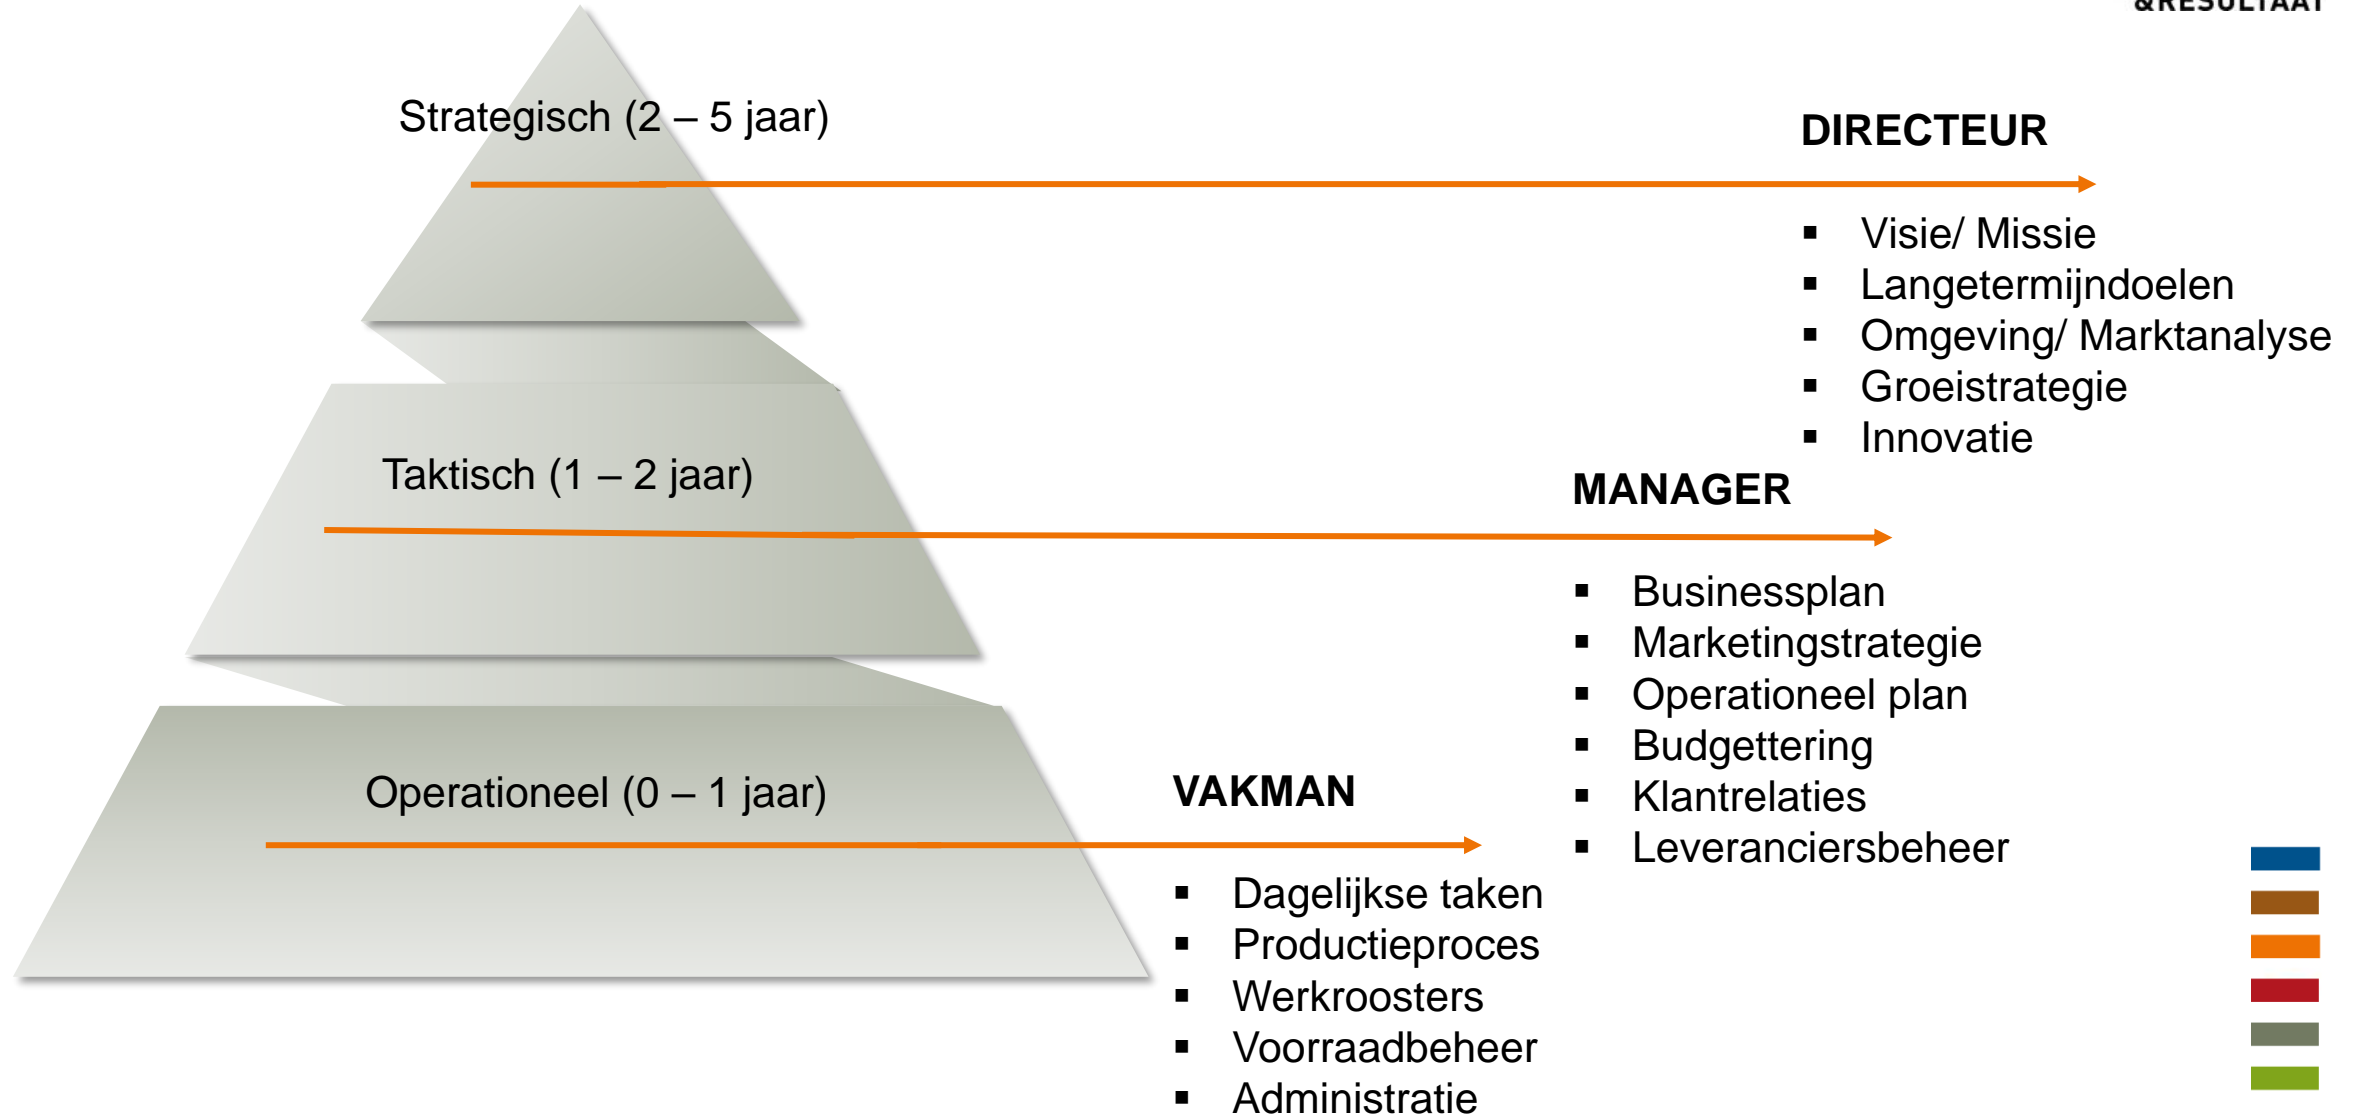 &RESULTAAT
Strategisch (2 – 5 jaar)
DIRECTEUR
▪ Visie/ Missie
▪ Langetermijndoelen
▪ Omgeving/ Marktanalyse
▪ Groeistrategie
▪ Innovatie
Taktisch (1 – 2 jaar)
MANAGER
▪ Businessplan
▪ Marketingstrategie
▪ Operationeel plan
▪ Budgettering
▪ Klantrelaties
▪ Leveranciersbeheer
Operationeel (0 – 1 jaar)
VAKMAN
▪ Dagelijkse taken
▪ Productieproces
▪ Werkroosters
▪ Voorraadbeheer
▪ Administratie